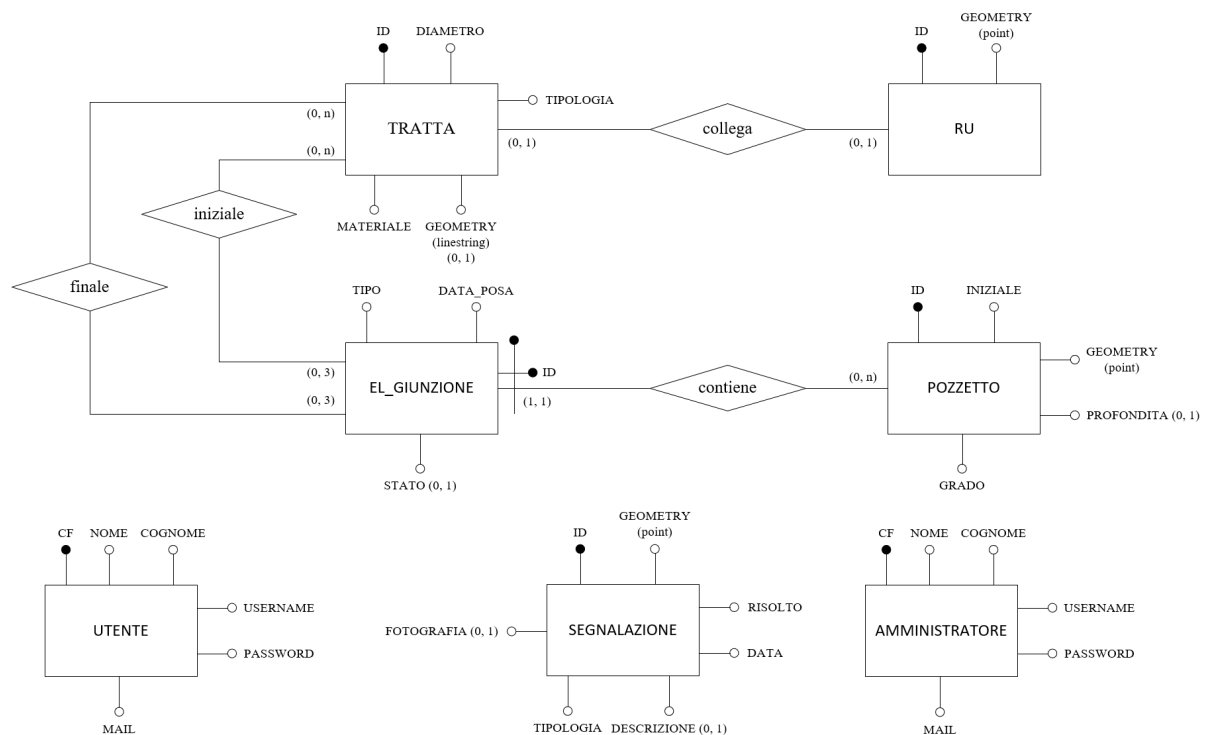 ID
DIAMETRO
TIPOLOGIA
TRATTA
(0, n)
(0, n)
(0, 1)
MATERIALE
GEOMETRY
(linestring)
(0, 1)
collega
ID
GEOMETRY
(point)
RU
(0, 1)
iniziale
finale
TIPO
DATA_POSA
ID
EL_GIUNZIONE
(0, 3)
(0, 3)
(1, 1)
STATO (0, 1)
contiene
ID
INIZIALE
GEOMETRY
(point)
POZZETTO
(0, n)
PROFONDITA (0, 1)
GRADO
CF
NOME
COGNOME
USERNAME
UTENTE
PASSWORD
MAIL
ID
GEOMETRY
(point)
RISOLTO
FOTOGRAFIA (0, 1)
SEGNALAZIONE
DATA
TIPOLOGIA
DESCRIZIONE (0, 1)
CF
NOME
COGNOME
USERNAME
AMMINISTRATORE
PASSWORD
MAIL